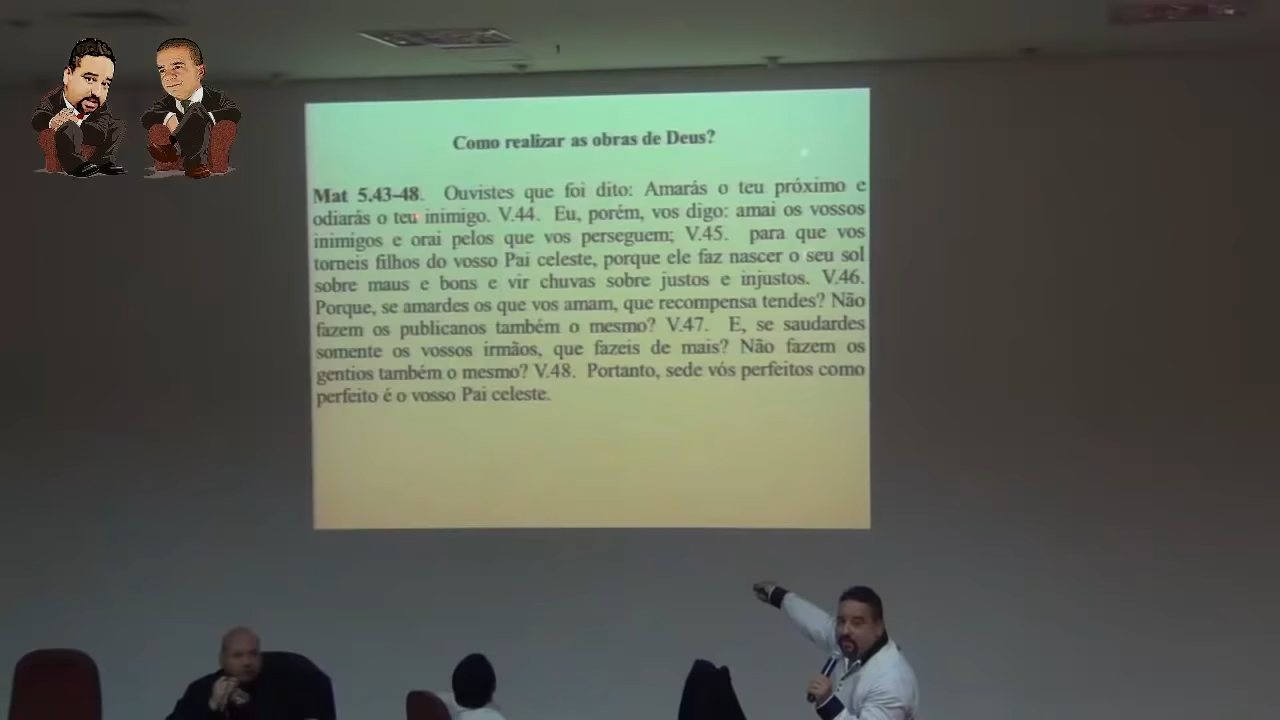 Como realizar as obras de Deus?
Mat 5.43-48. Ouvistes que foi dito: Amarás o teu próximo e
odiarás o teu inimigo. V.44. Eu, porém, vos digo: amai os vossos
inimigos e orai pelos que vos perseguem; V.45. para que vos
torneis filhos do vosso Pai celeste, porque ele faz nascer o seu sol
sobre maus e bons e vir chuvas sobre justos e injustos. V.46.
Porque, se amardes os que vos amam, que recompensa tendes? Não
fazem os publicanos também o mesmo? V.47. E, se saudardes
somente os vossos irmãos, que fazeis de mais? Não fazem os
gentios também o mesmo? V.48. Portanto, sede vós perfeitos como
perfeito é o vosso Pai celeste.